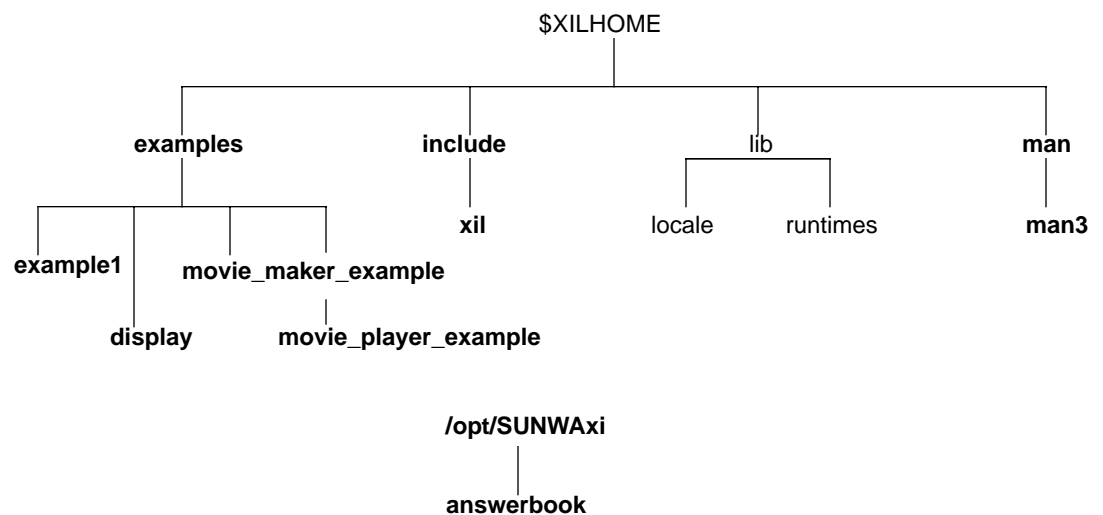 $XILHOME
examples include lib man
xil locale runtimes man3
example1 movie_maker_example
display movie_player_example
/opt/SUNWAxi
answerbook